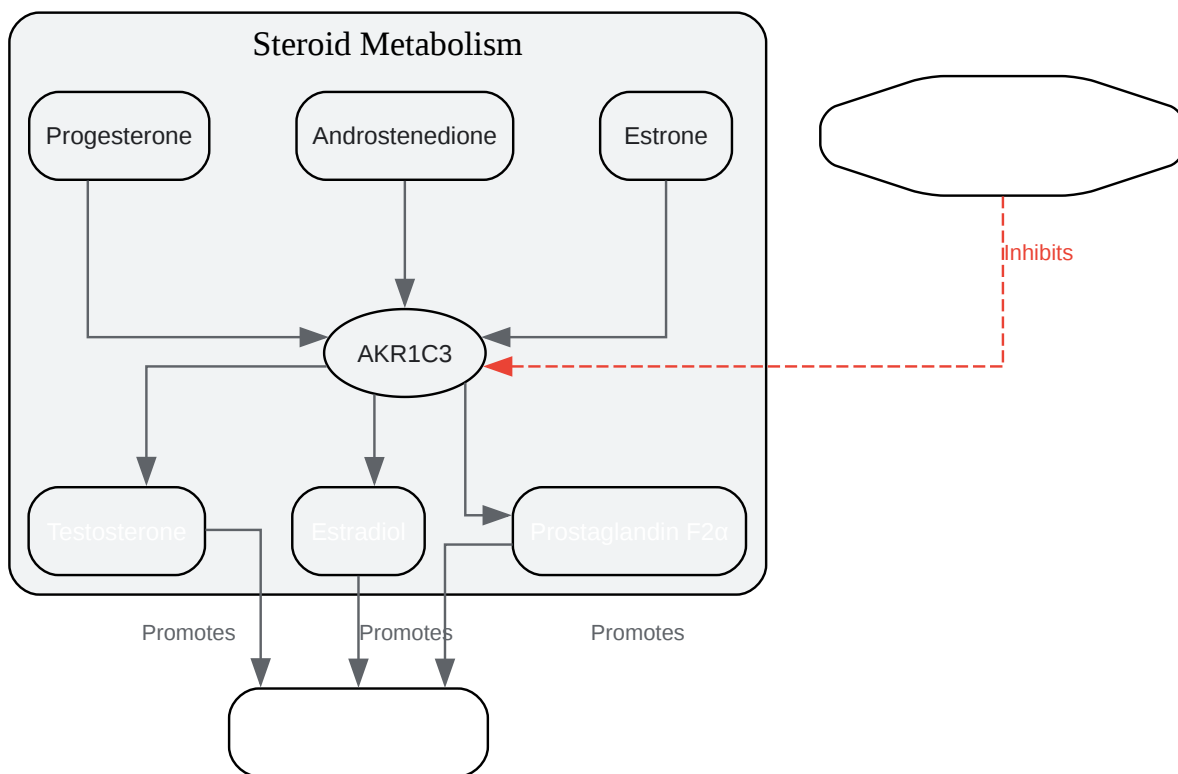 Steroid Metabolism
Progesterone
Androstenedione
Estrone
Inhibits
AKR1C3
Testosterone
Estradiol
Prostaglandin F2α
Promotes
Promotes
Promotes